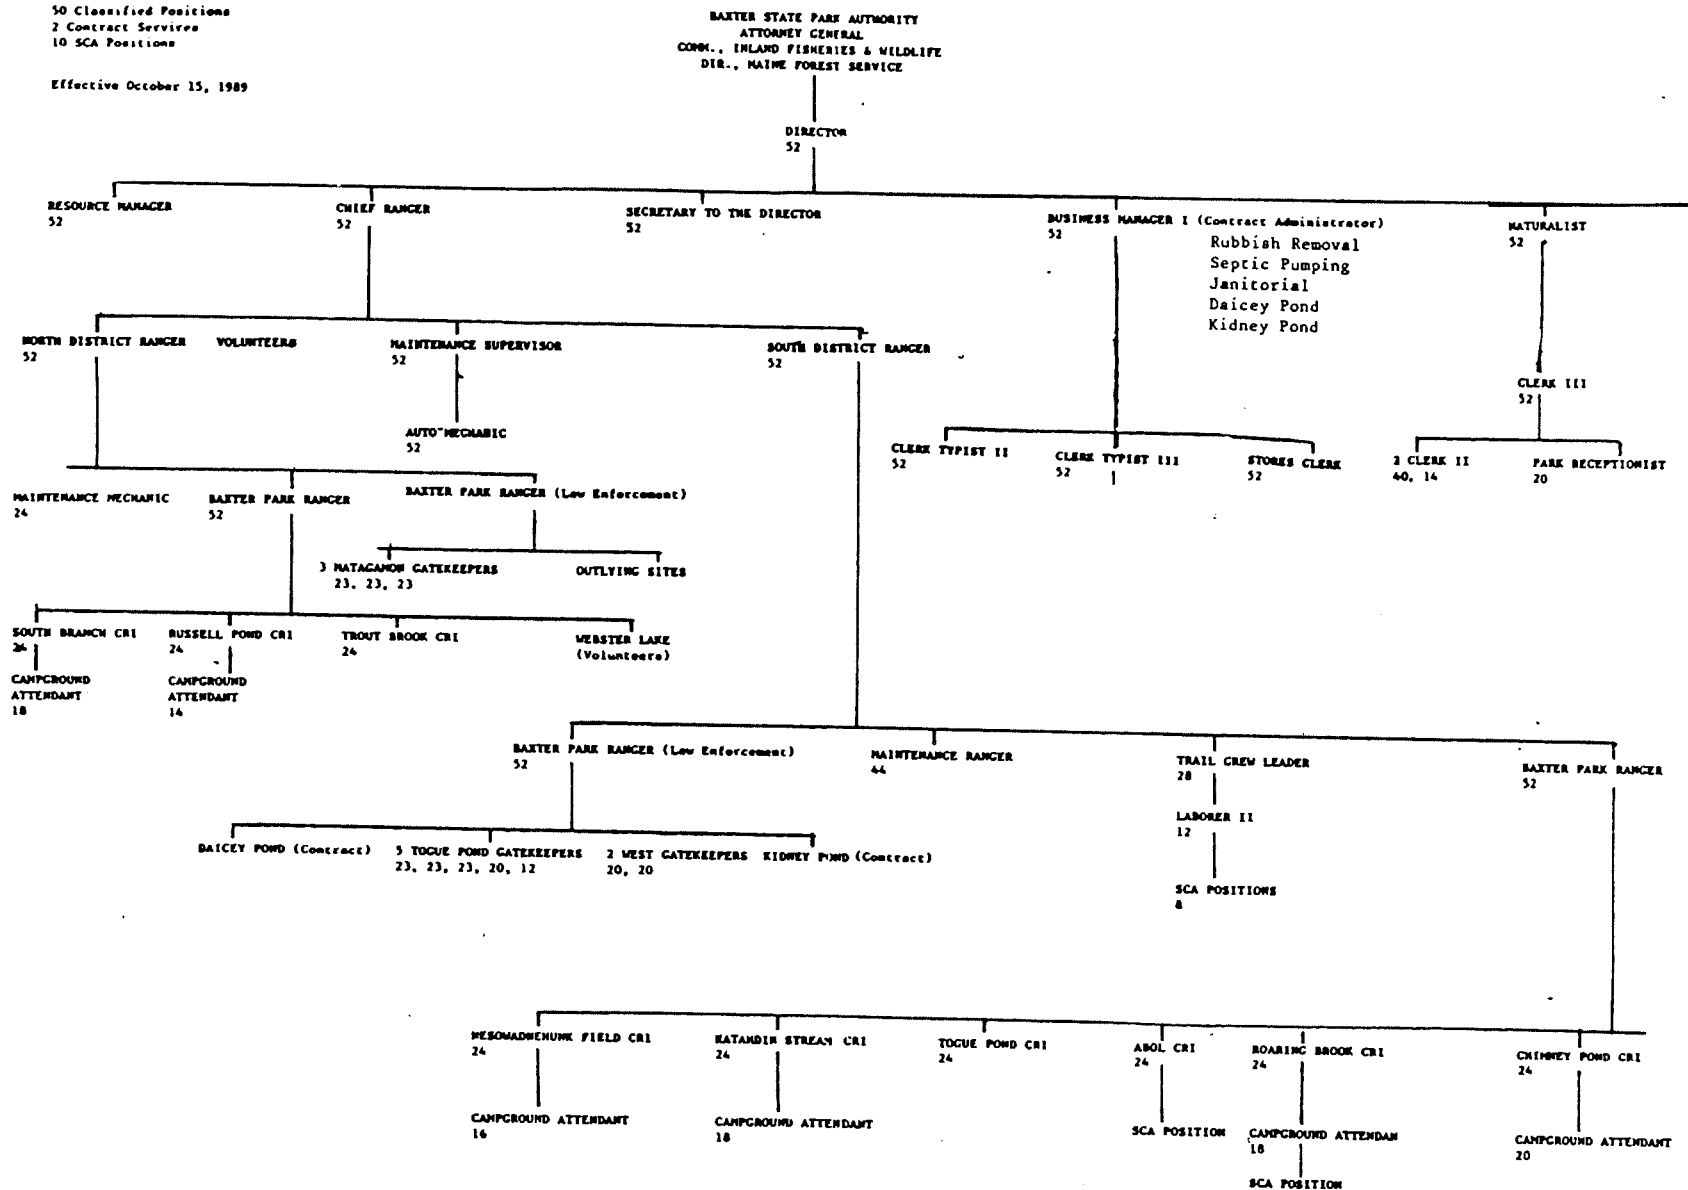 50 Classified Positions
2 Contract Services
10 SCA Positions
Effective October 15, 1989
BAXTER STATE PARK AUTHORITY
ATTORNEY GENERAL
COMM., INLAND FISHERIES & WILDLIFE
DIR., MAINE FOREST SERVICE
DIRECTOR
52
RESOURCE MANAGER
52
CHIEF RANGER
52
SECRETARY TO THE DIRECTOR
52
BUSINESS MANAGER I (Contract Administrator)
52
Rubbish Removal
Septic Pumping
Janitorial
Daicey Pond
Kidney Pond
NATURALIST
52
NORTH DISTRICT RANGER
52
VOLUNTEERS
MAINTENANCE SUPERVISOR
52
SOUTH DISTRICT RANGER
52
CLERK III
52
AUTO MECHANIC
52
CLERK TYPIST II
52
CLERK TYPIST III
52
STORES CLERK
52
2 CLERK II
40, 14
PARK RECEPTIONIST
20
MAINTENANCE MECHANIC
24
BAXTER PARK RANGER
52
BAXTER PARK RANGER (Law Enforcement)
3 MATAGAMON GATEKEEPERS
23, 23, 23
OUTLYING SITES
SOUTH BRANCH CRI
24
RUSSELL POND CRI
24
TROUT BROOK CRI
24
WEBSTER LAKE
(Volunteers)
CAMPGROUND
ATTENDANT
18
CAMPGROUND
ATTENDANT
14
BAXTER PARK RANGER (Law Enforcement)
52
MAINTENANCE RANGER
44
TRAIL CREW LEADER
28
BAXTER PARK RANGER
52
LABORER II
12
DAICEY POND (Contract)
5 TOGUE POND GATEKEEPERS
23, 23, 23, 20, 12
2 WEST GATEKEEPERS
20, 20
KIDNEY POND (Contract)
SCA POSITIONS
8
NESOWADNEHUNK FIELD CRI
24
KATAHDIN STREAM CRI
24
TOGUE POND CRI
24
ABOL CRI
24
ROARING BROOK CRI
24
CHIMNEY POND CRI
24
CAMPGROUND ATTENDANT
16
CAMPGROUND ATTENDANT
18
SCA POSITION
CAMPGROUND ATTENDAN
18
CAMPGROUND ATTENDANT
20
SCA POSITION